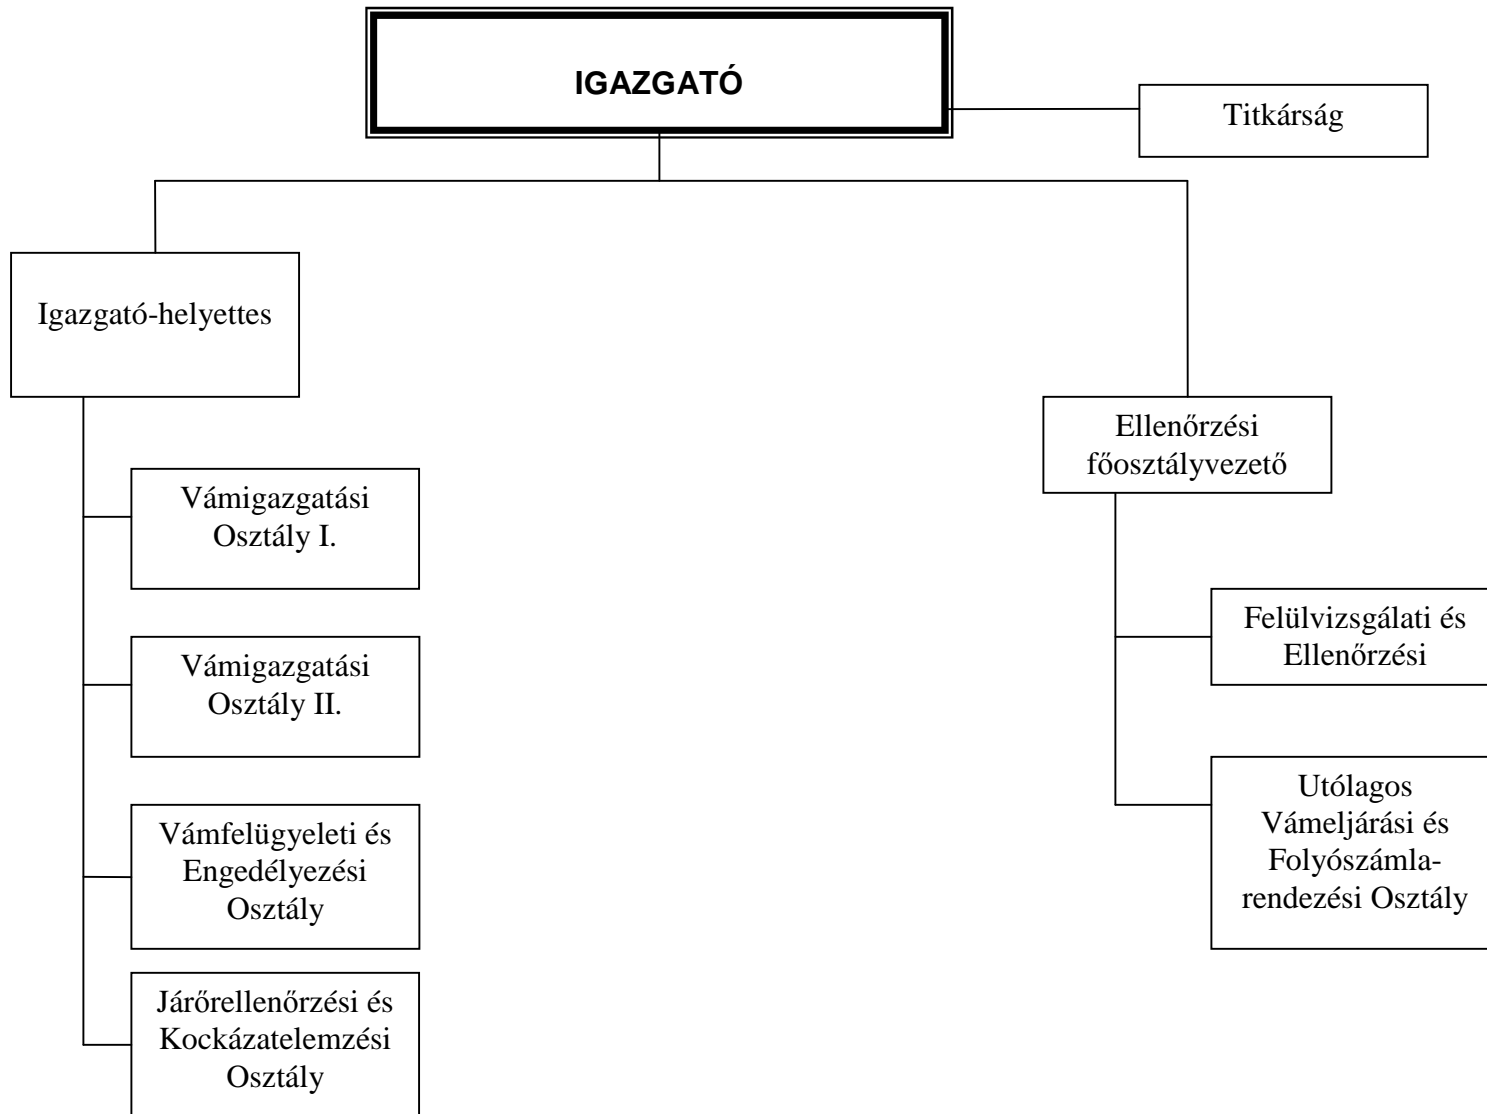 IGAZGATÓ
Titkárság
Igazgató-helyettes
Vámigazgatási
Osztály I.
Vámigazgatási
Osztály II.
Vámfelügyeleti és
Engedélyezési
Osztály
Járőrellenőrzési és
Kockázatelemzési
Osztály
Ellenőrzési
főosztályvezető
Felülvizsgálati és
Ellenőrzési
Utólagos
Vámeljárási és
Folyószámla-
rendezési Osztály